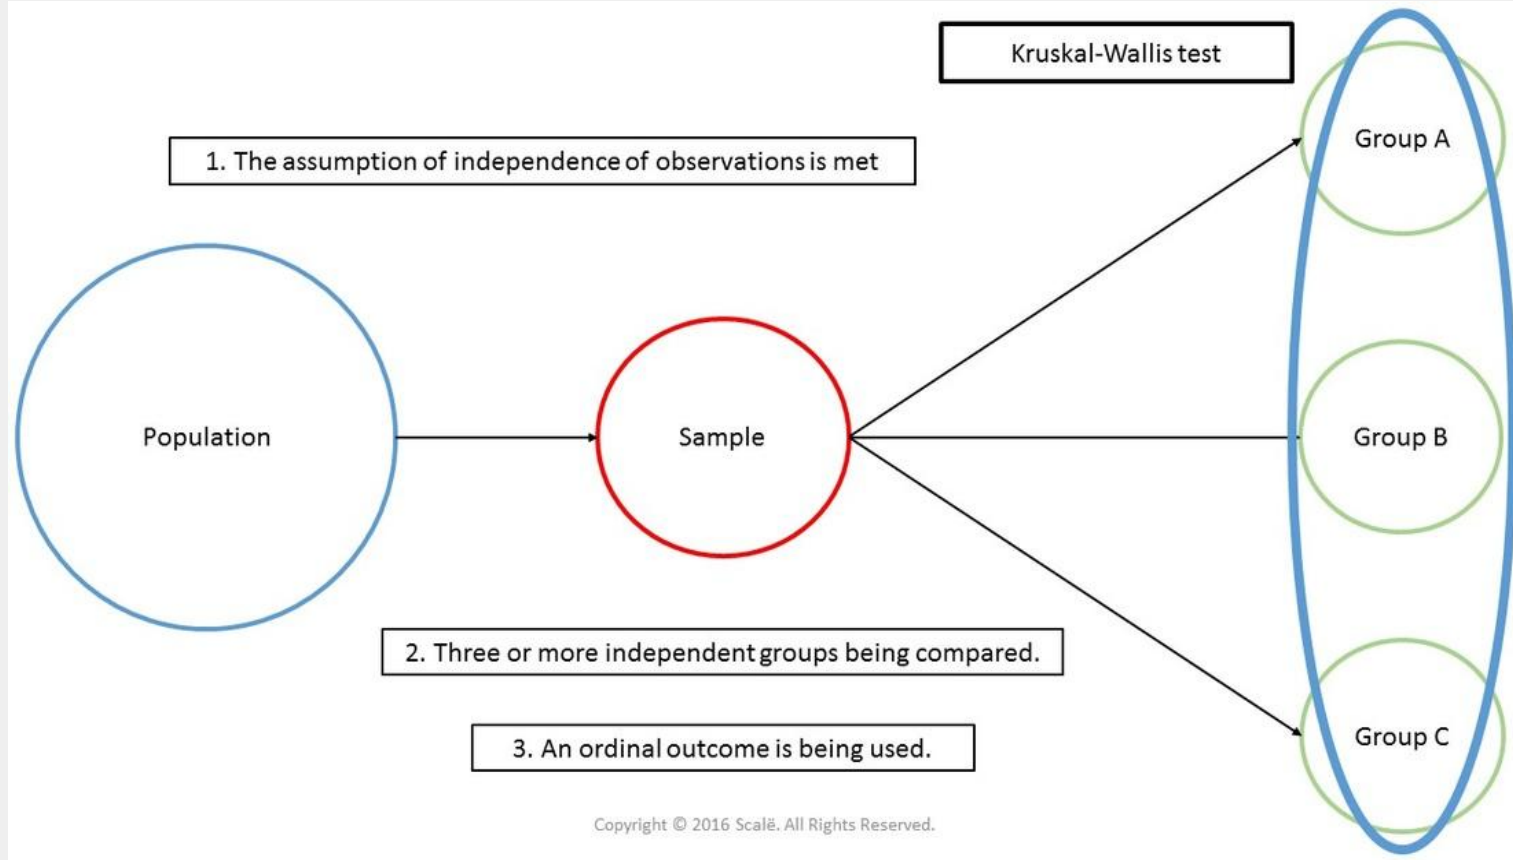 Kruskal-Wallis test
1. The assumption of independence of observations is met
Group A
Population
Sample
Group B
2. Three or more independent groups being compared.
3. An ordinal outcome is being used.
Group C
Copyright © 2016 Scalë. All Rights Reserved.